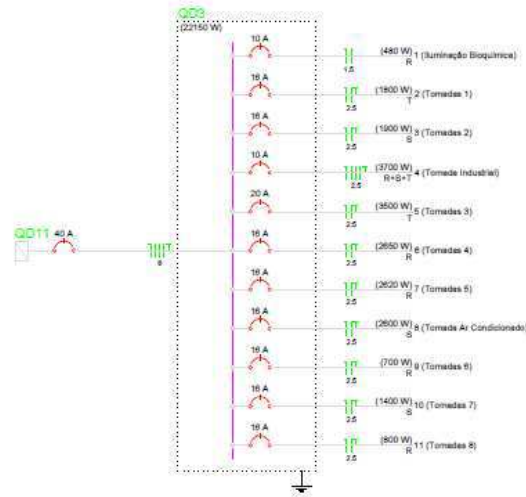 QD3
(22150 W)
10 A
(480 W) 1 (Iluminação Bioquímica)
1.5
R
16 A
(1800 W) 2 (Tomadas 1)
2.5
T
16 A
(1900 W) 3 (Tomadas 2)
2.5
S
10 A
(3700 W) 4 (Tomada Industrial)
2.5
R+S+T
20 A
(3500 W) 5 (Tomadas 3)
2.5
T
QD11
40 A
6
16 A
(2650 W) 6 (Tomadas 4)
2.5
R
16 A
(2620 W) 7 (Tomadas 5)
2.5
R
16 A
(2600 W) 8 (Tomada Ar Condicionado)
2.5
S
16 A
(700 W) 9 (Tomadas 6)
2.5
R
16 A
(1400 W) 10 (Tomadas 7)
2.5
S
16 A
(800 W) 11 (Tomadas 8)
2.5
R